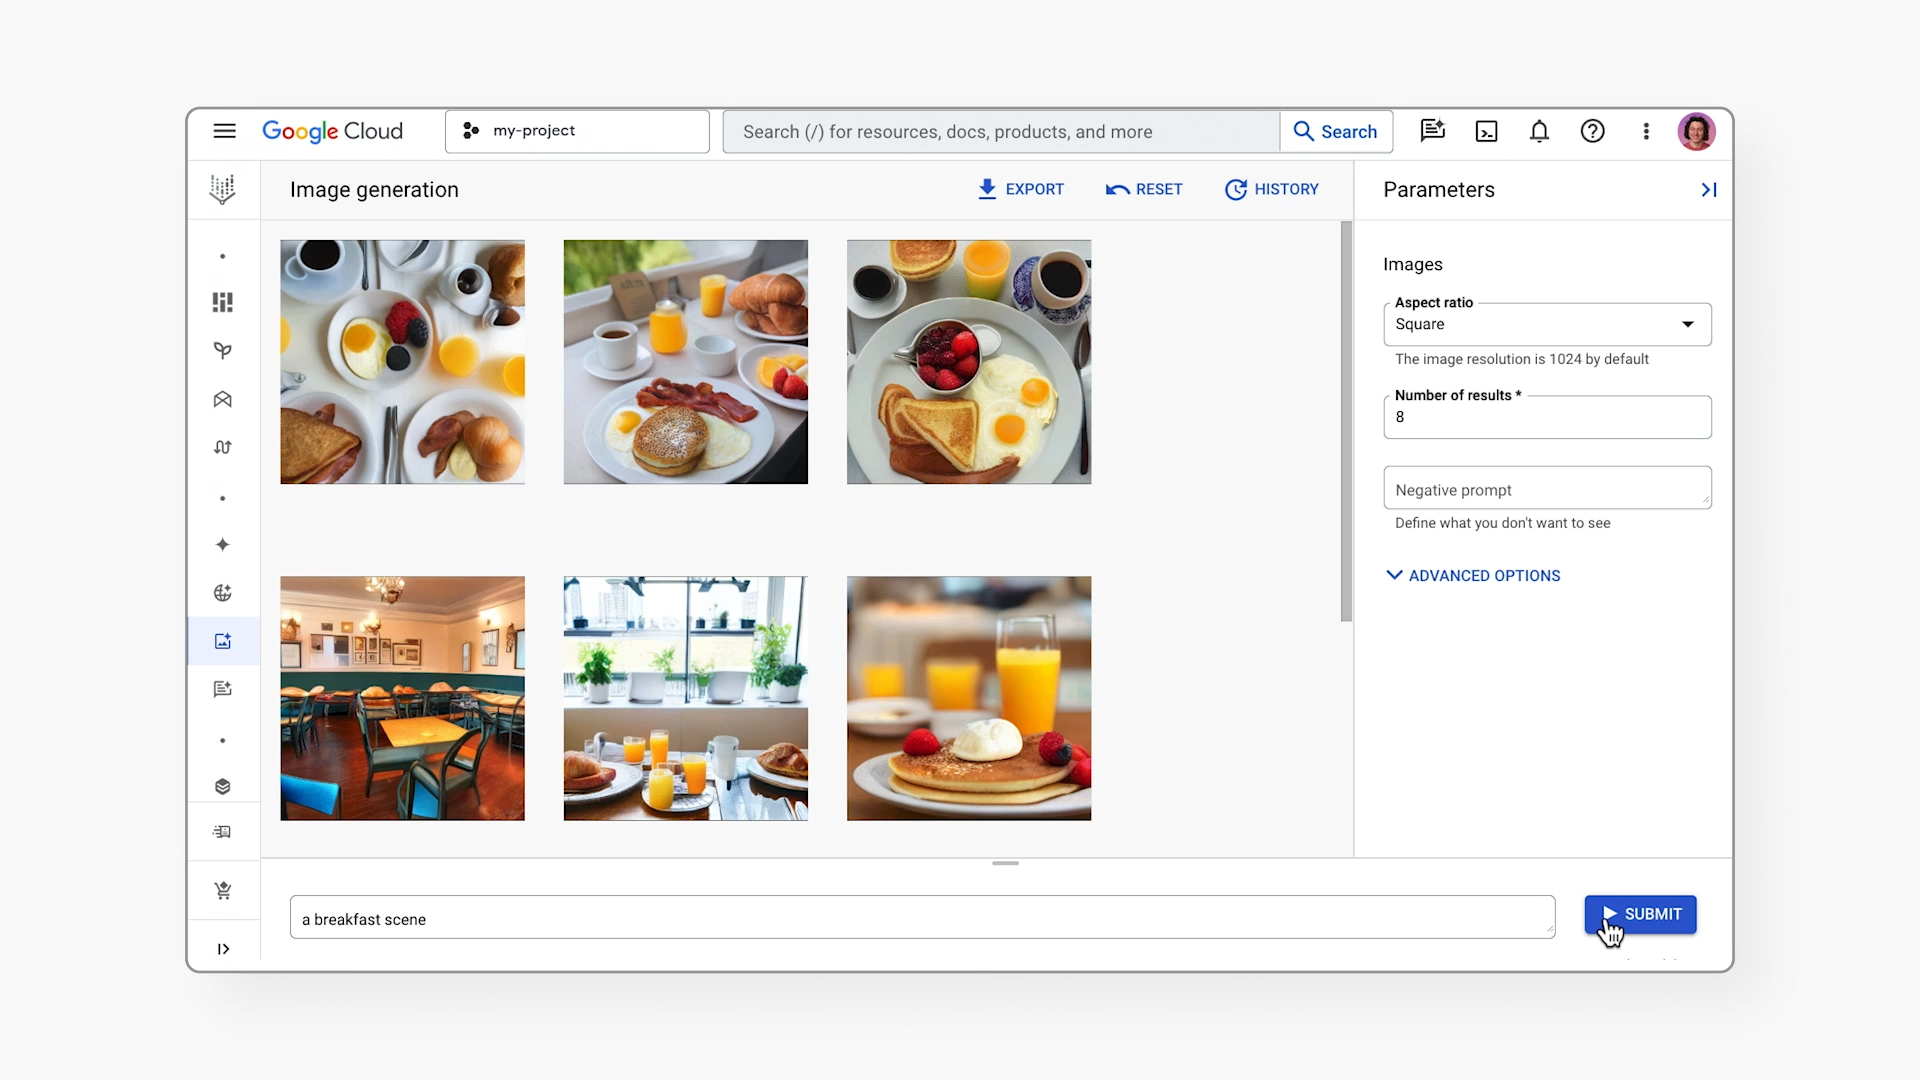 Google Cloud
my-project
Search (/) for resources, docs, products, and more
Search
Image generation
EXPORT
RESET
HISTORY
Parameters
Images
Aspect ratio
Square
The image resolution is 1024 by default
Number of results *
8
Negative prompt
Define what you don't want to see
ADVANCED OPTIONS
a breakfast scene
SUBMIT